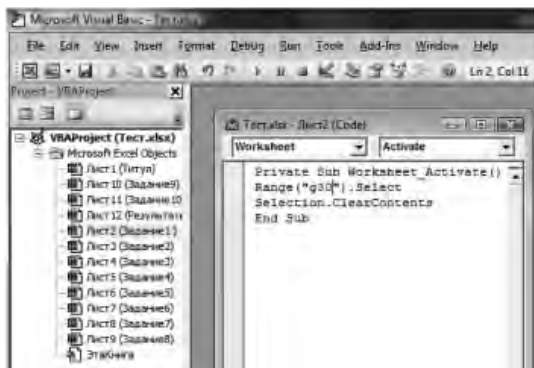 Microsoft Visual Basic - Тест.xlsx
File Edit View Insert Format Debug Run Tools Add-Ins Window Help
Ln 2, Col 11
Project - VBAProject
VBAProject (Тест.xlsx)
Microsoft Excel Objects
Лист1 (Титул)
Лист10 (Задание9)
Лист11 (Задание10
Лист12 (Результат
Лист2 (Задание1)
Лист3 (Задание2)
Лист4 (Задание3)
Лист5 (Задание4)
Лист6 (Задание5)
Лист7 (Задание6)
Лист8 (Задание7)
Лист9 (Задание8)
ЭтаКнига
Тест.xlsx - Лист2 (Code)
Worksheet Activate
Private Sub Worksheet_Activate()
Range("g30").Select
Selection.ClearContents
End Sub